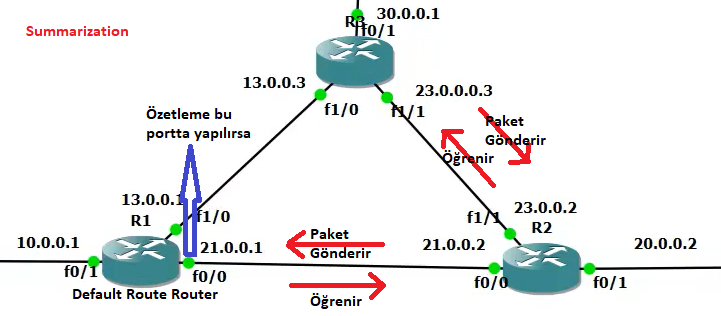 Summarization
30.0.0.1
R3
f0/1
13.0.0.3
23.0.0.0.3
f1/0
f1/1
Özetleme bu
portta yapılırsa
Paket
Gönderir
Öğrenir
13.0.0.1
R1
f1/0
23.0.0.2
f1/1
R2
10.0.0.1
21.0.0.1
Paket
Gönderir
21.0.0.2
20.0.0.2
f0/1
f0/0
f0/0
f0/1
Default Route Router
Öğrenir